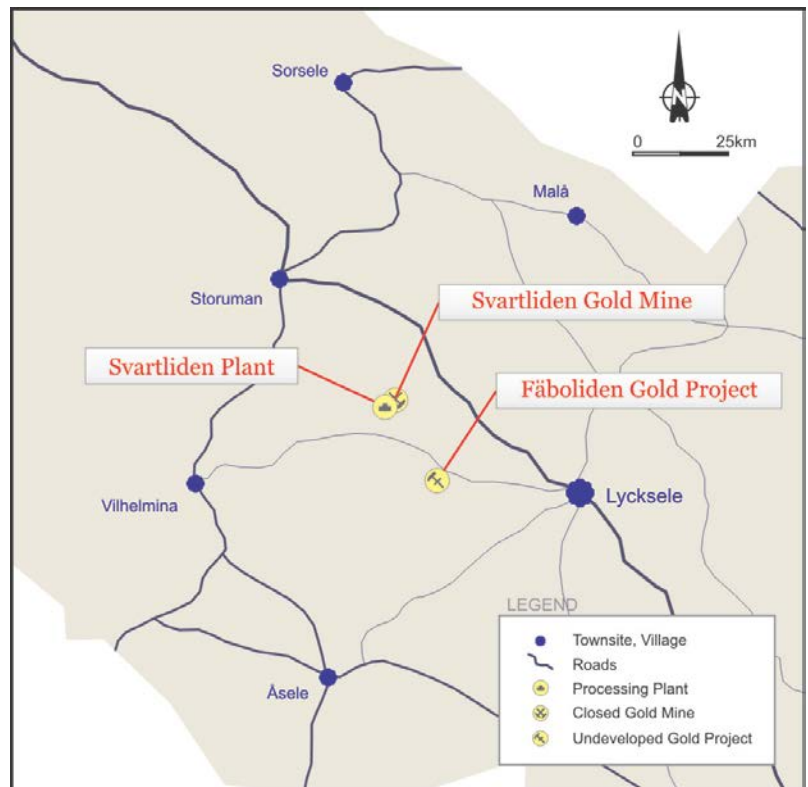 Sorsele
N
0 25km
Malå
Storuman
Svartliden Gold Mine
Svartliden Plant
Fäboliden Gold Project
Vilhelmina
Lycksele
LEGEND
Townsite, Village
Roads
Processing Plant
Closed Gold Mine
Undeveloped Gold Project
Åsele